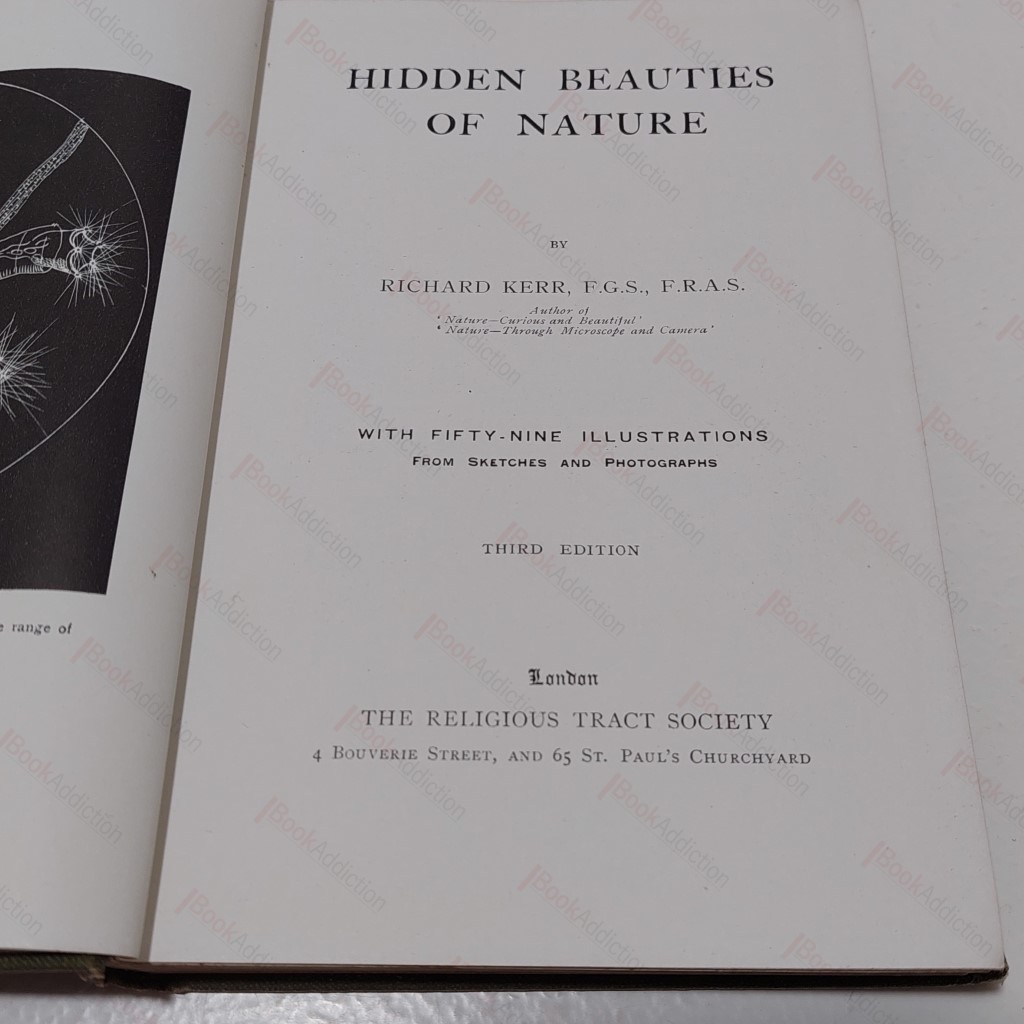 HIDDEN BEAUTIES
OF NATURE
BY
RICHARD KERR, F.G.S., F.R.A.S.
Author of
'Nature—Curious and Beautiful'
'Nature—Through Microscope and Camera'
WITH FIFTY-NINE ILLUSTRATIONS
FROM SKETCHES AND PHOTOGRAPHS
THIRD EDITION
London
THE RELIGIOUS TRACT SOCIETY
4 BOUVERIE STREET, AND 65 ST. PAUL'S CHURCHYARD
range of
BookAddiction